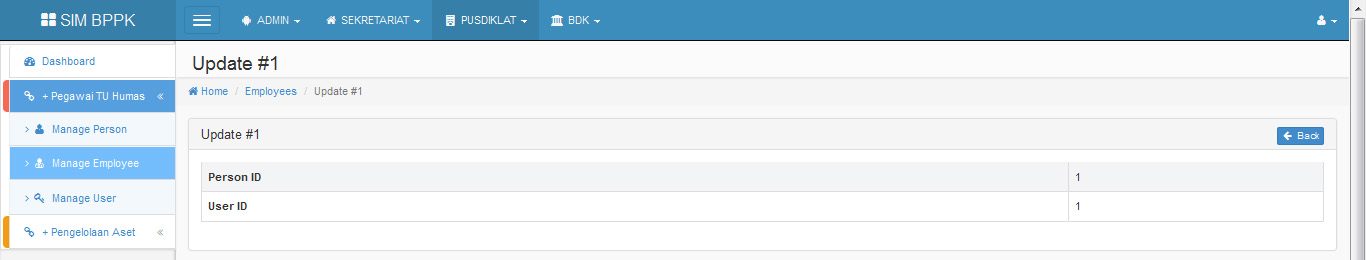 SIM BPPK
ADMIN SEKRETARIAT PUSDIKLAT BDK
Dashboard
+ Pegawai TU Humas «
> Manage Person
> Manage Employee
> Manage User
+ Pengelolaan Aset «
Update #1
Home / Employees / Update #1
Update #1
Back
Person ID 1
User ID 1